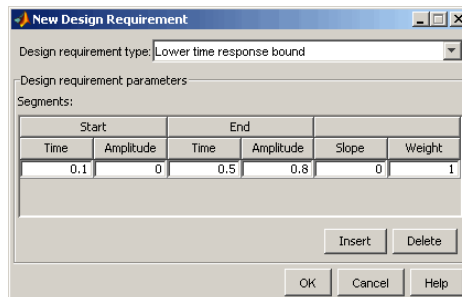 New Design Requirement
Design requirement type: Lower time response bound
Design requirement parameters
Segments:
Start End
Time Amplitude Time Amplitude Slope Weight
0.1 0 0.5 0.8 0 1
Insert Delete
OK Cancel Help